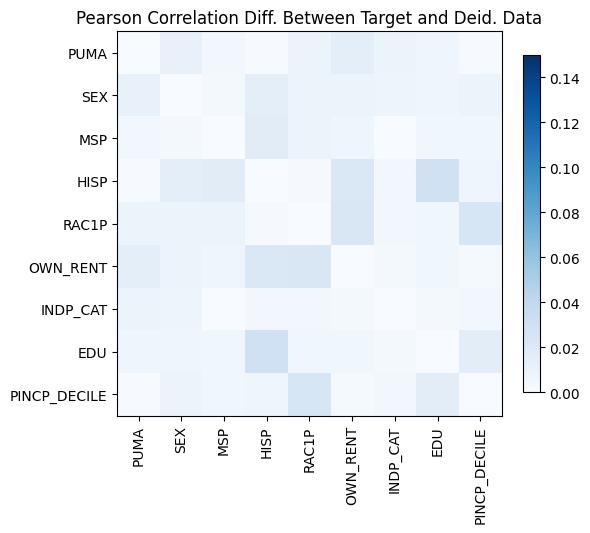 Pearson Correlation Diff. Between Target and Deid. Data
PUMA
SEX
MSP
HISP
RAC1P
OWN_RENT
INDP_CAT
EDU
PINCP_DECILE
PUMA
SEX
MSP
HISP
RAC1P
OWN_RENT
INDP_CAT
EDU
PINCP_DECILE
0.14
0.12
0.10
0.08
0.06
0.04
0.02
0.00